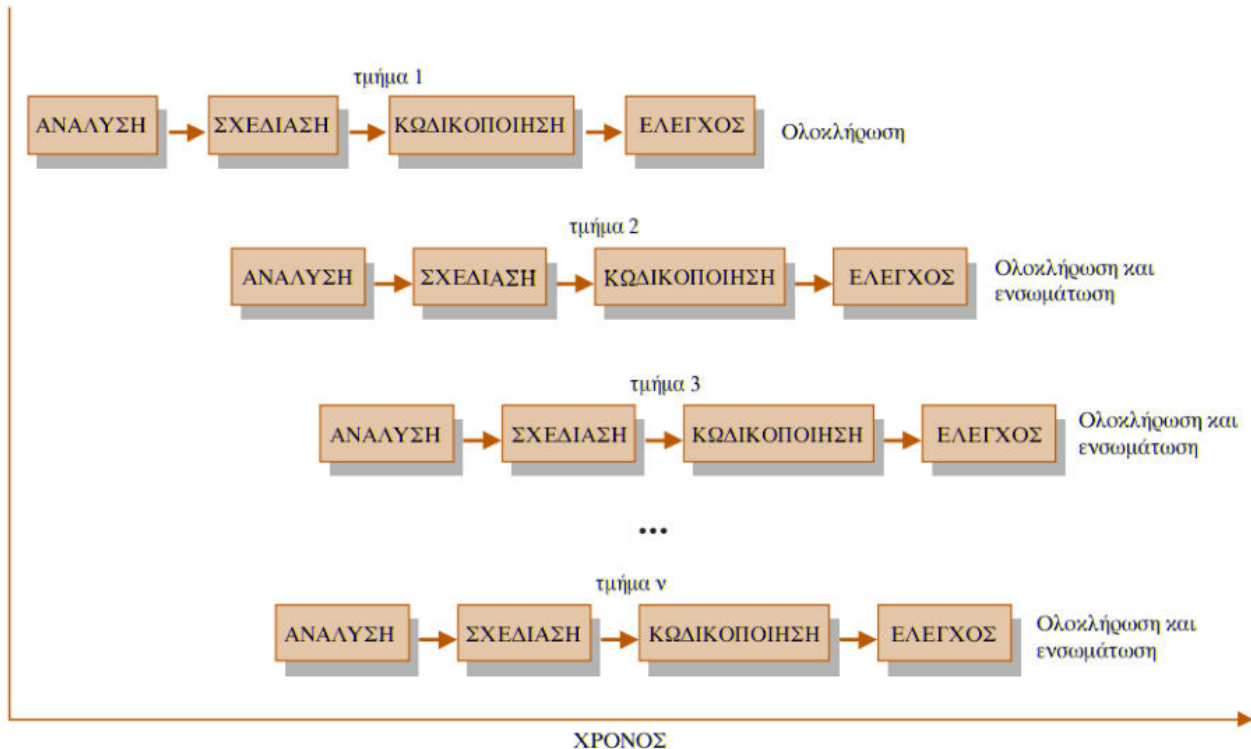 τμήμα 1
ΑΝΑΛΥΣΗ
ΣΧΕΔΙΑΣΗ
ΚΩΔΙΚΟΠΟΙΗΣΗ
ΕΛΕΓΧΟΣ
Ολοκλήρωση
τμήμα 2
ΑΝΑΛΥΣΗ
ΣΧΕΔΙΑΣΗ
ΚΩΔΙΚΟΠΟΙΗΣΗ
ΕΛΕΓΧΟΣ
Ολοκλήρωση και
ενσωμάτωση
τμήμα 3
ΑΝΑΛΥΣΗ
ΣΧΕΔΙΑΣΗ
ΚΩΔΙΚΟΠΟΙΗΣΗ
ΕΛΕΓΧΟΣ
Ολοκλήρωση και
ενσωμάτωση
...
τμήμα ν
ΑΝΑΛΥΣΗ
ΣΧΕΔΙΑΣΗ
ΚΩΔΙΚΟΠΟΙΗΣΗ
ΕΛΕΓΧΟΣ
Ολοκλήρωση και
ενσωμάτωση
ΧΡΟΝΟΣ